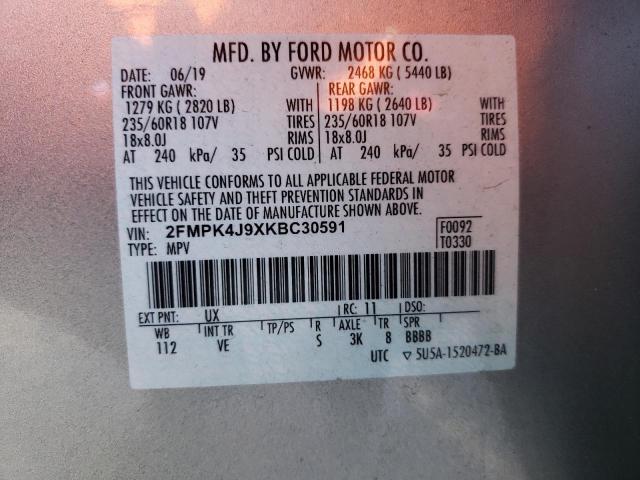 MFD. BY FORD MOTOR CO.
DATE: 06/19 GVWR: 2468 KG ( 5440 LB)
FRONT GAWR: REAR GAWR:
1279 KG ( 2820 LB) WITH 1198 KG ( 2640 LB) WITH
235/60R18 107V TIRES 235/60R18 107V TIRES
18x8.0J RIMS 18x8.0J RIMS
AT 240 kPa/ 35 PSI COLD AT 240 kPa/ 35 PSI COLD
THIS VEHICLE CONFORMS TO ALL APPLICABLE FEDERAL MOTOR
VEHICLE SAFETY AND THEFT PREVENTION STANDARDS IN
EFFECT ON THE DATE OF MANUFACTURE SHOWN ABOVE.
VIN: 2FMPK4J9XKBC30591 F0092
TYPE: MPV T0330
EXT PNT: UX RC: 11 DSO:
WB INT TR TP/PS R AXLE TR SPR
112 VE S 3K 8 BBBB
UTC ▽ 5U5A-1520472-BA